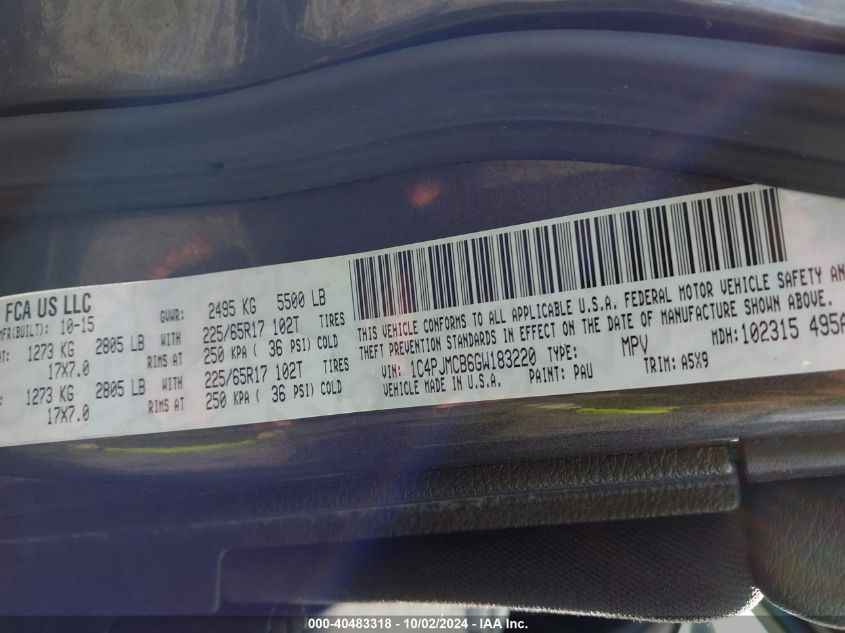 FCA US LLC
MFR(BUILT): 10-15 GVWR: 2495 KG 5500 LB
1273 KG 2805 LB WITH 225/65R17 102T TIRES
17X7.0 RIMS AT 250 KPA ( 36 PSI) COLD
1273 KG 2805 LB WITH 225/65R17 102T TIRES
17X7.0 RIMS AT 250 KPA ( 36 PSI) COLD
THIS VEHICLE CONFORMS TO ALL APPLICABLE U.S.A. FEDERAL MOTOR VEHICLE SAFETY
THEFT PREVENTION STANDARDS IN EFFECT ON THE DATE OF MANUFACTURE SHOWN ABOVE.
VIN: 1C4PJMCB6GW183220 TYPE: MPV MDH:102315 495A
VEHICLE MADE IN U.S.A. PAINT: PAU TRIM: A5X9
000-40483318 - 10/02/2024 - IAA Inc.